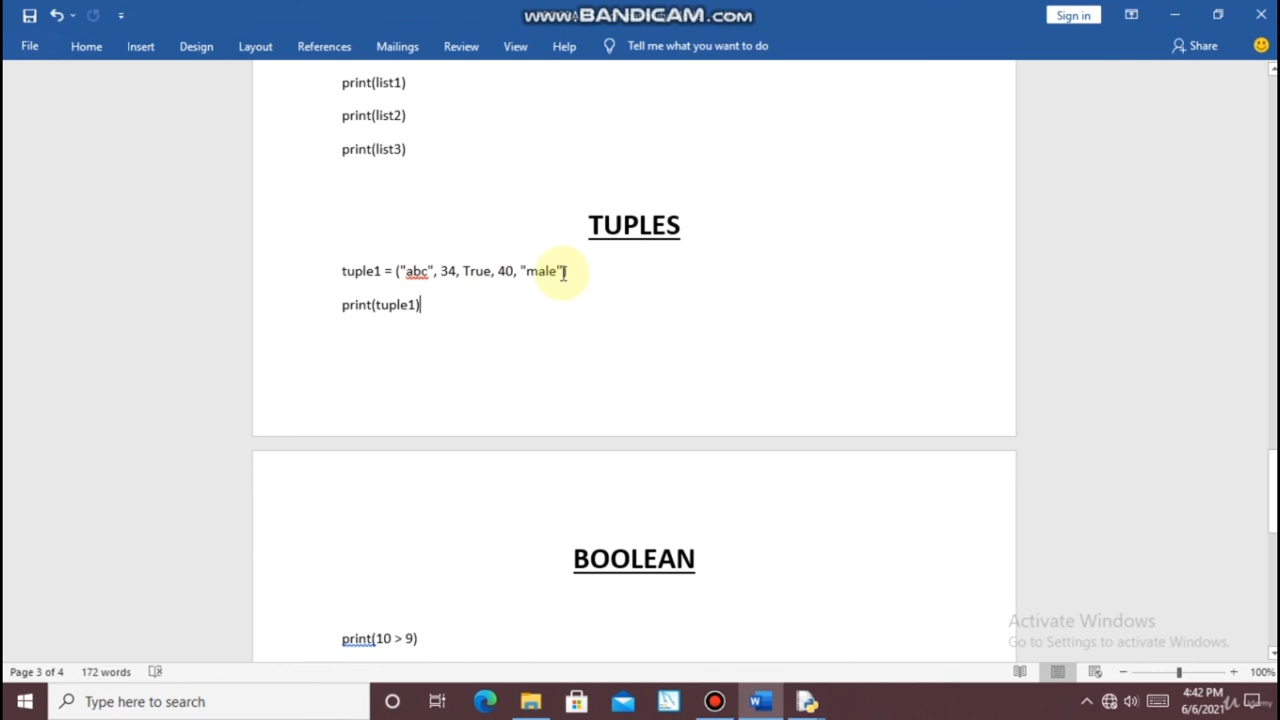 www.BANDICAM.com
Sign in
File Home Insert Design Layout References Mailings Review View Help Tell me what you want to do Share
print(list1)
print(list2)
print(list3)
TUPLES
tuple1 = ("abc", 34, True, 40, "male")
print(tuple1)
BOOLEAN
print(10 > 9)
Activate Windows
Go to Settings to activate Windows.
Page 3 of 4 172 words 100%
Type here to search
4:42 PM
6/6/2021